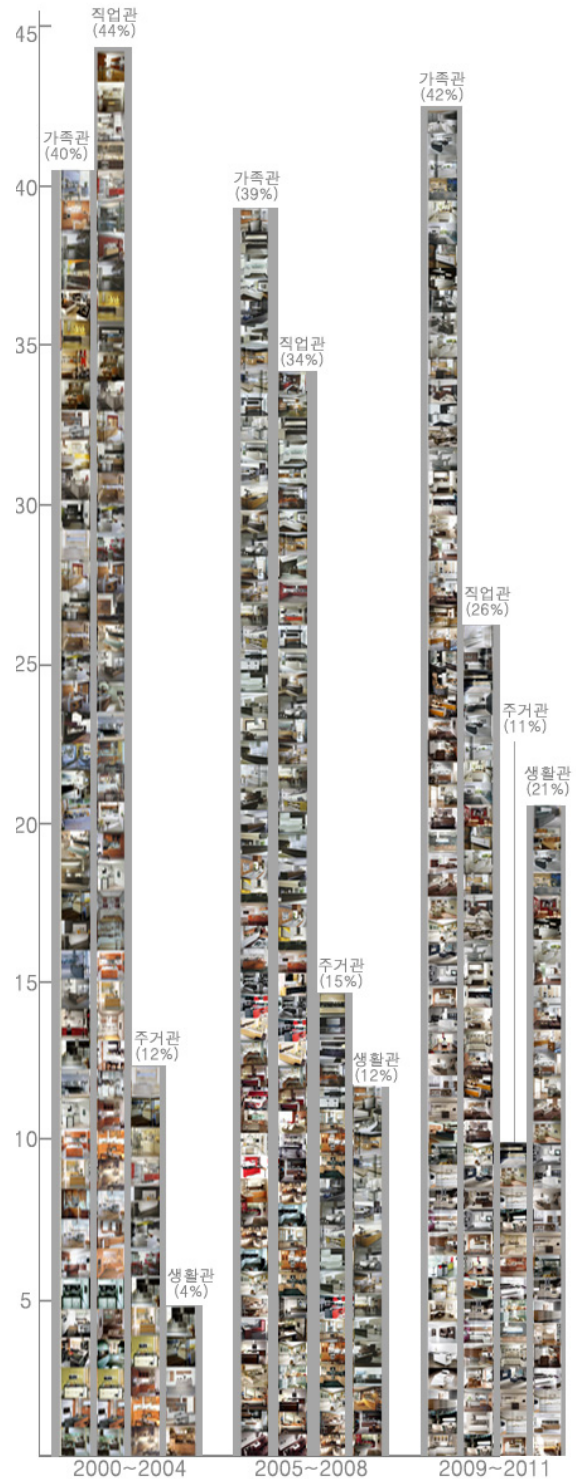 45
직업관
(44%)
가족관
(42%)
가족관
(40%)
40
가족관
(39%)
35
직업관
(34%)
30
직업관
(26%)
25
주거관
(11%)
생활관
(21%)
20
15
주거관
(15%)
주거관
(12%)
생활관
(12%)
10
생활관
(4%)
5
2000~2004
2005~2008
2009~2011